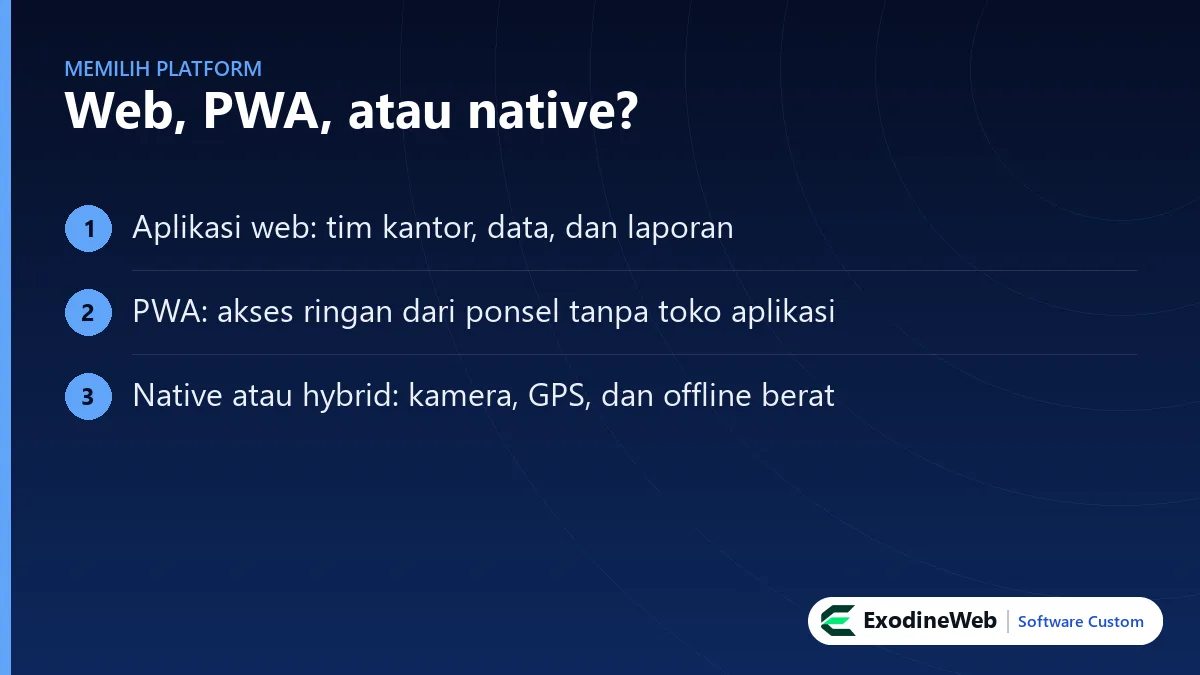 MEMILIH PLATFORM
Web, PWA, atau native?
1 Aplikasi web: tim kantor, data, dan laporan
2 PWA: akses ringan dari ponsel tanpa toko aplikasi
3 Native atau hybrid: kamera, GPS, dan offline berat
ExodineWeb | Software Custom